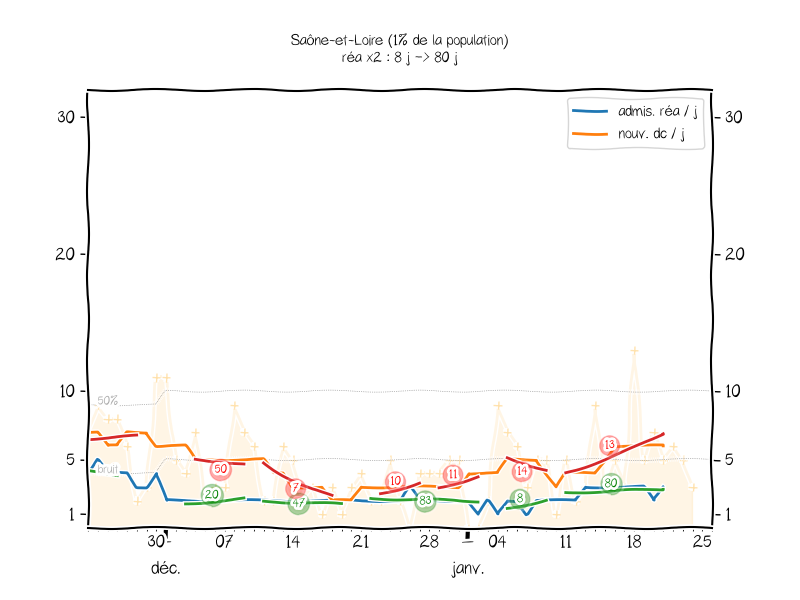 Saône-et-Loire (1% de la population)
réa x2 : 8 j -> 80 j
admis. réa / j
nouv. dc / j
30 30
20 20
10 10
5 5
1 1
50%
bruit
50 7 10 11 14 13
20 47 83 8 80
30 07 14 21 28 04 11 18 25
déc. janv.